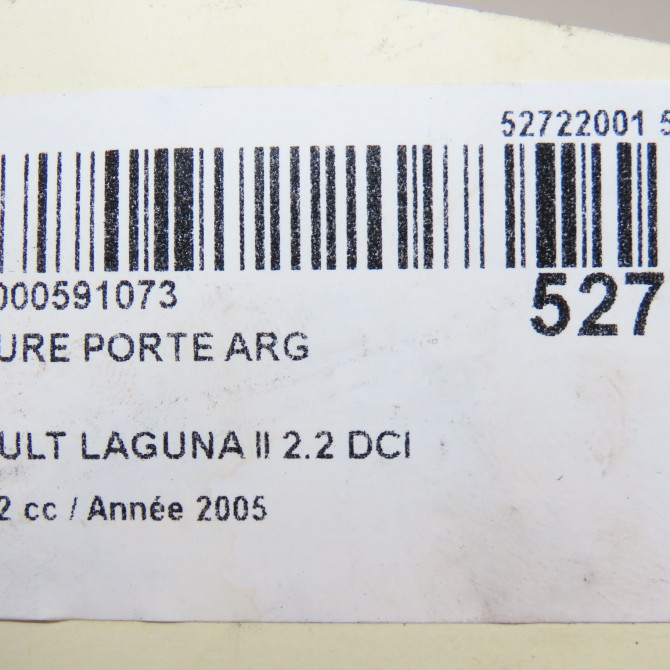 52722001 5
000591073
527
URE PORTE ARG
ULT LAGUNA II 2.2 DCI
2 cc / Année 2005